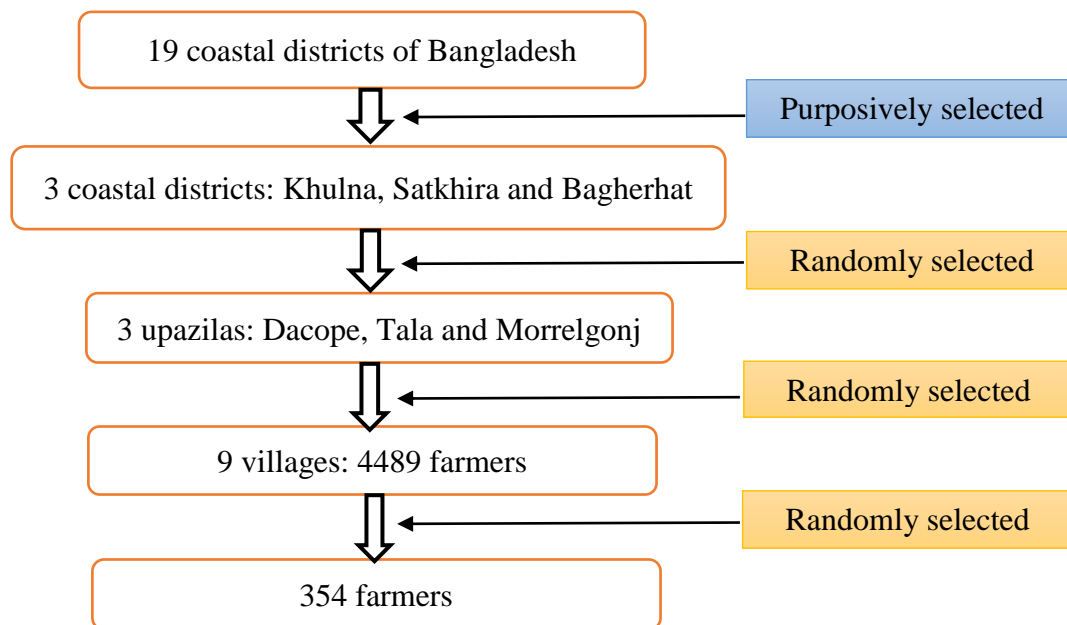 19 coastal districts of Bangladesh
Purposively selected
3 coastal districts: Khulna, Satkhira and Bagherhat
Randomly selected
3 upazilas: Dacope, Tala and Morrelgonj
Randomly selected
9 villages: 4489 farmers
Randomly selected
354 farmers